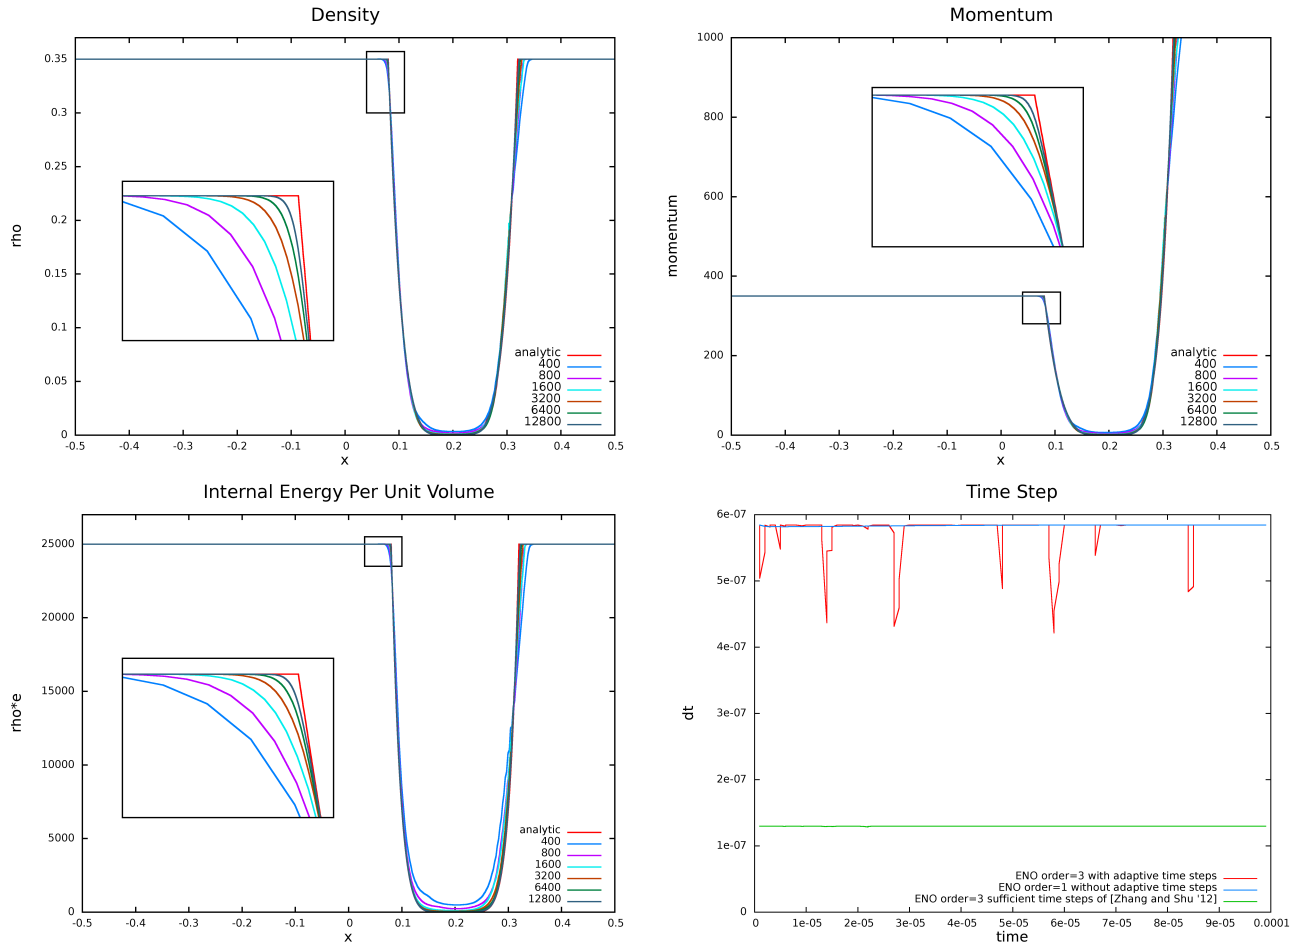 Density
0.35
0.3
0.25
0.2
0.15
0.1
0.05
0
rho
-0.5 -0.4 -0.3 -0.2 -0.1 0 0.1 0.2 0.3 0.4 0.5
x
analytic
400
800
1600
3200
6400
12800
Momentum
1000
800
600
400
200
0
momentum
-0.5 -0.4 -0.3 -0.2 -0.1 0 0.1 0.2 0.3 0.4 0.5
x
analytic
400
800
1600
3200
6400
12800
Internal Energy Per Unit Volume
25000
20000
15000
10000
5000
0
rho*e
-0.5 -0.4 -0.3 -0.2 -0.1 0 0.1 0.2 0.3 0.4 0.5
x
analytic
400
800
1600
3200
6400
12800
Time Step
6e-07
5e-07
4e-07
3e-07
2e-07
1e-07
0
dt
0 1e-05 2e-05 3e-05 4e-05 5e-05 6e-05 7e-05 8e-05 9e-05 0.0001
time
ENO order=3 with adaptive time steps
ENO order=1 without adaptive time steps
ENO order=3 sufficient time steps of [Zhang and Shu '12]